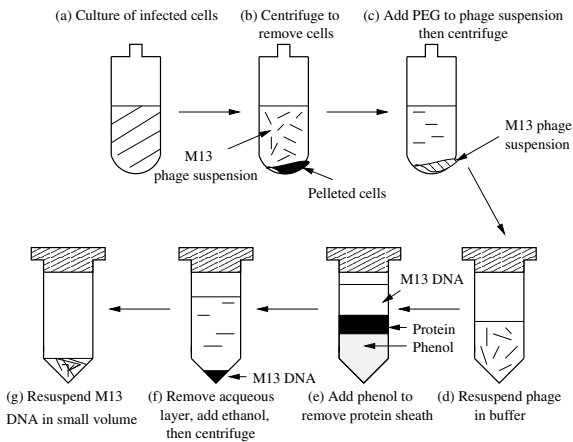 (a) Culture of infected cells
(b) Centrifuge to
remove cells
(c) Add PEG to phage suspension
then centrifuge
M13
phage suspension
Pelleted cells
M13 phage
suspension
M13 DNA
Protein
Phenol
M13 DNA
(g) Resuspend M13
DNA in small volume
(f) Remove acqueous
layer, add ethanol,
then centrifuge
(e) Add phenol to
remove protein sheath
(d) Resuspend phage
in buffer